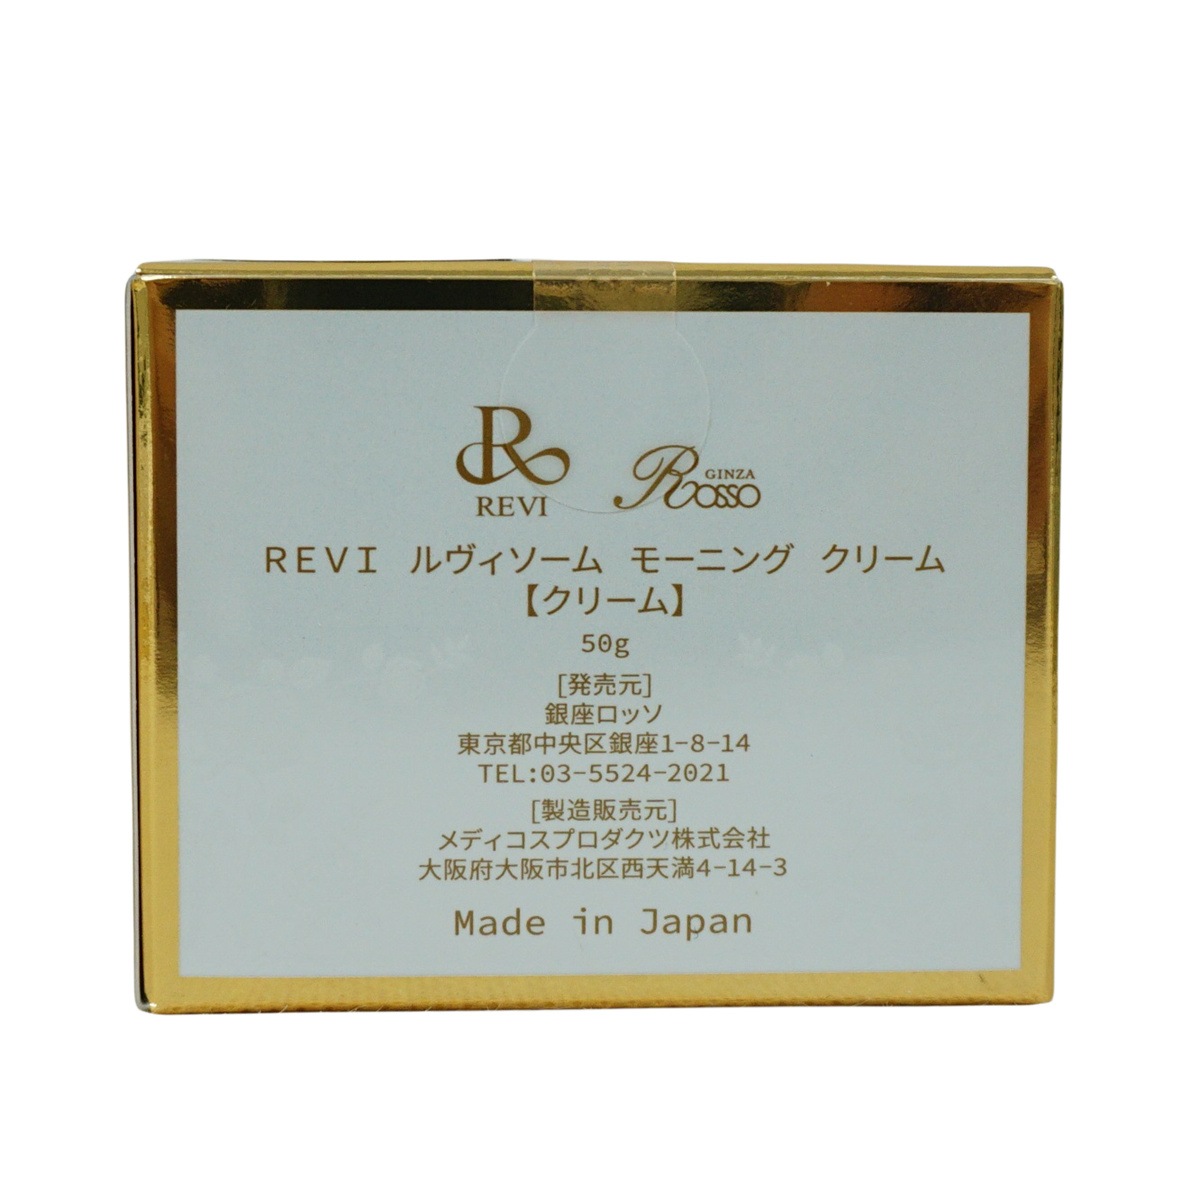 R
REVI
GINZA
Rosso
REVI ルヴィソーム モーニング クリーム
【クリーム】
50g
[発売元]
銀座ロッソ
東京都中央区銀座1-8-14
TEL:03-5524-2021
[製造販売元]
メディコスプロダクツ株式会社
大阪府大阪市北区西天満4-14-3
Made in Japan